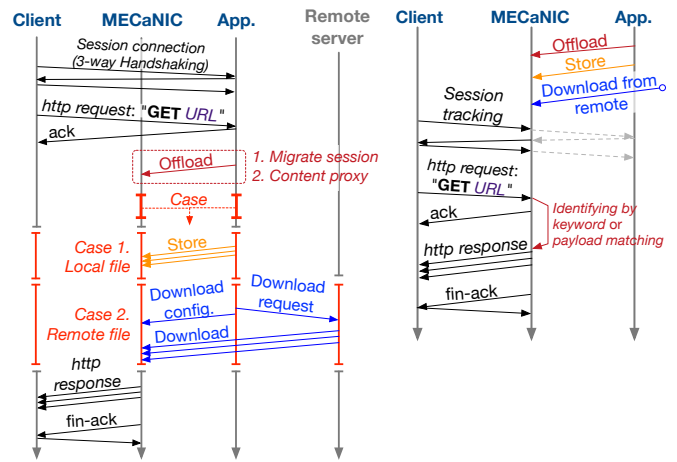 Client
MECaNIC
App.
Remote
server
Session connection
(3-way Handshaking)
http request: "GET URL"
ack
Offload
1. Migrate session
2. Content proxy
Case
Case 1.
Local file
Store
Case 2.
Remote file
Download
config.
Download
request
Download
http
response
fin-ack
Client
MECaNIC
App.
Offload
Store
Download from
remote
Session
tracking
http request:
"GET URL"
ack
Identifying by
keyword or
payload matching
http response
fin-ack